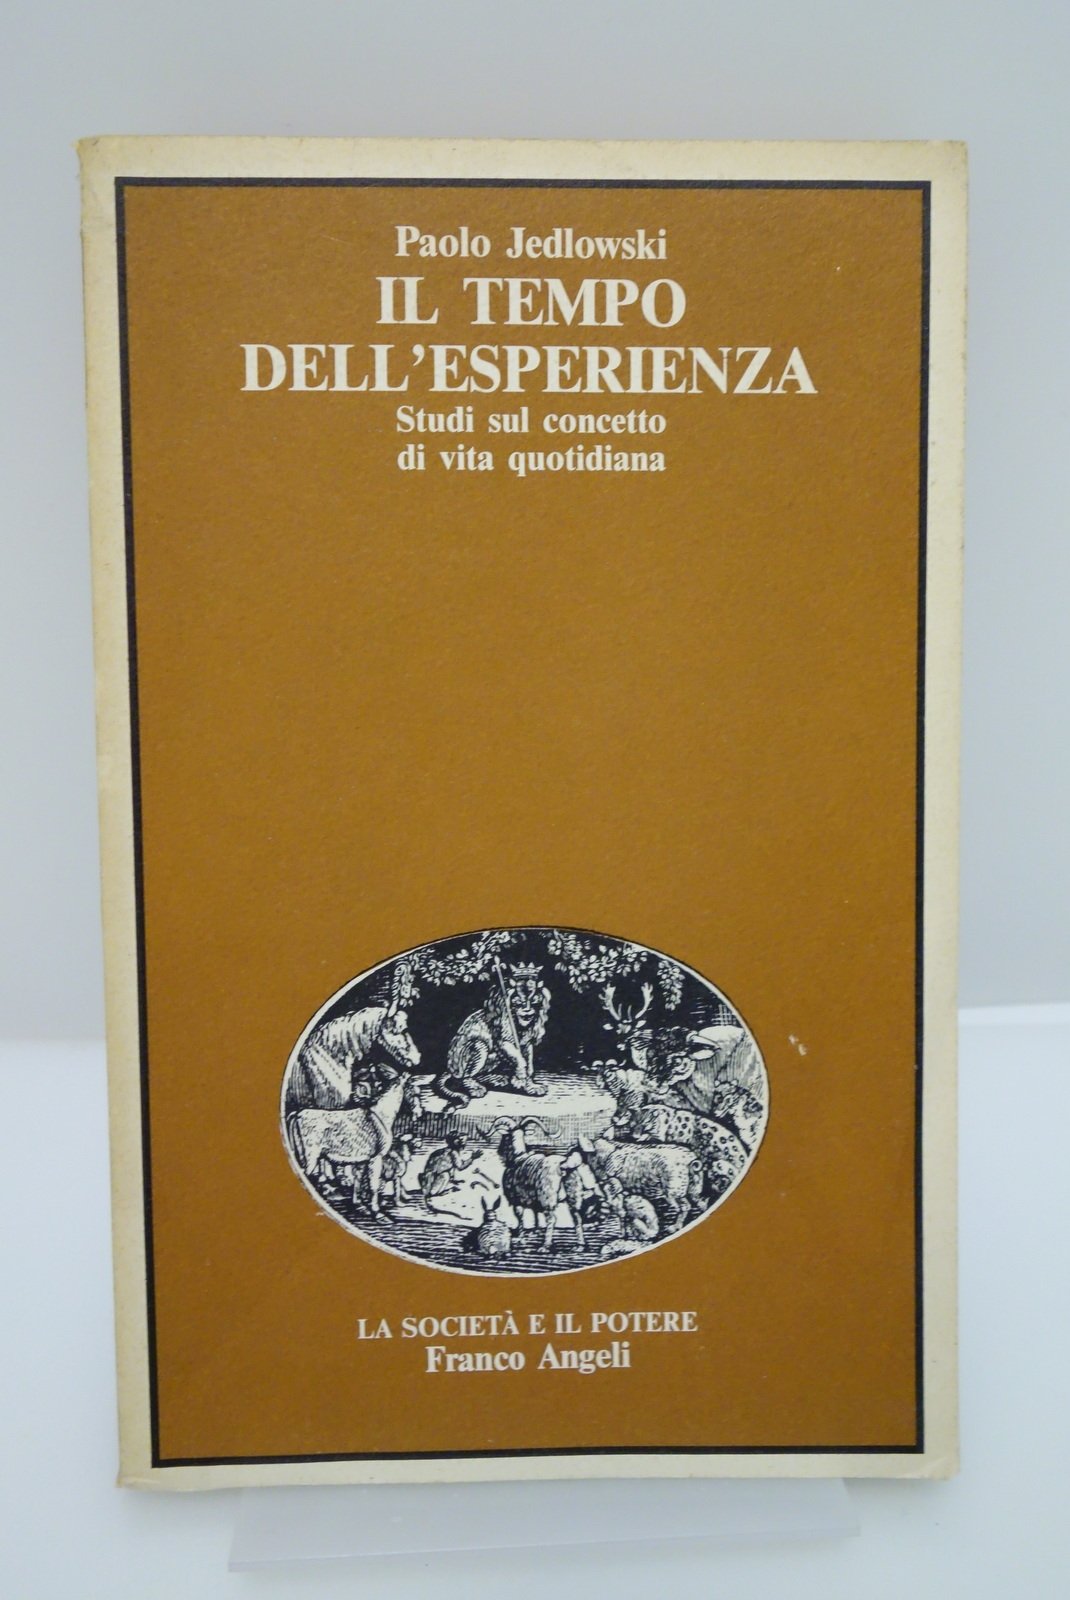 Paolo Jedlowski
IL TEMPO
DELL'ESPERIENZA
Studi sul concetto
di vita quotidiana
LA SOCIETÀ E IL POTERE
Franco Angeli